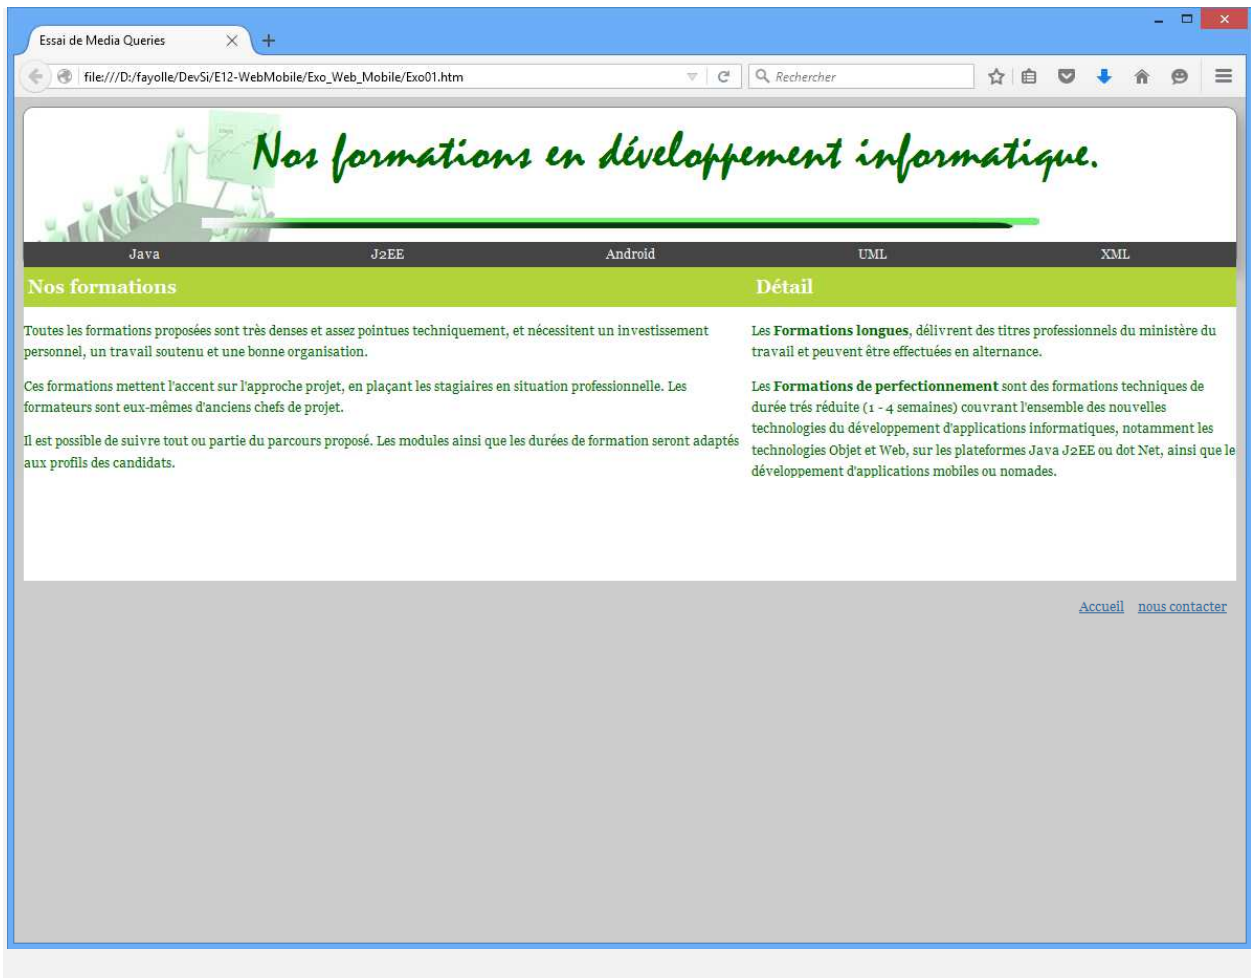 Essai de Media Queries
file:///D:/fayolle/DevSi/E12-WebMobile/Exo_Web_Mobile/Exo01.htm
Rechercher
Nos formations en développement informatique.
Java J2EE Android UML XML
Nos formations
Toutes les formations proposées sont très denses et assez pointues techniquement, et nécessitent un investissement
personnel, un travail soutenu et une bonne organisation.
Ces formations mettent l'accent sur l'approche projet, en plaçant les stagiaires en situation professionnelle. Les
formateurs sont eux-mêmes d'anciens chefs de projet.
Il est possible de suivre tout ou partie du parcours proposé. Les modules ainsi que les durées de formation seront adaptés
aux profils des candidats.
Détail
Les Formations longues, délivrent des titres professionnels du ministère du
travail et peuvent être effectuées en alternance.
Les Formations de perfectionnement sont des formations techniques de
durée trés réduite (1 - 4 semaines) couvrant l'ensemble des nouvelles
technologies du développement d'applications informatiques, notamment les
technologies Objet et Web, sur les plateformes Java J2EE ou dot Net, ainsi que le
développement d'applications mobiles ou nomades.
Accueil nous contacter